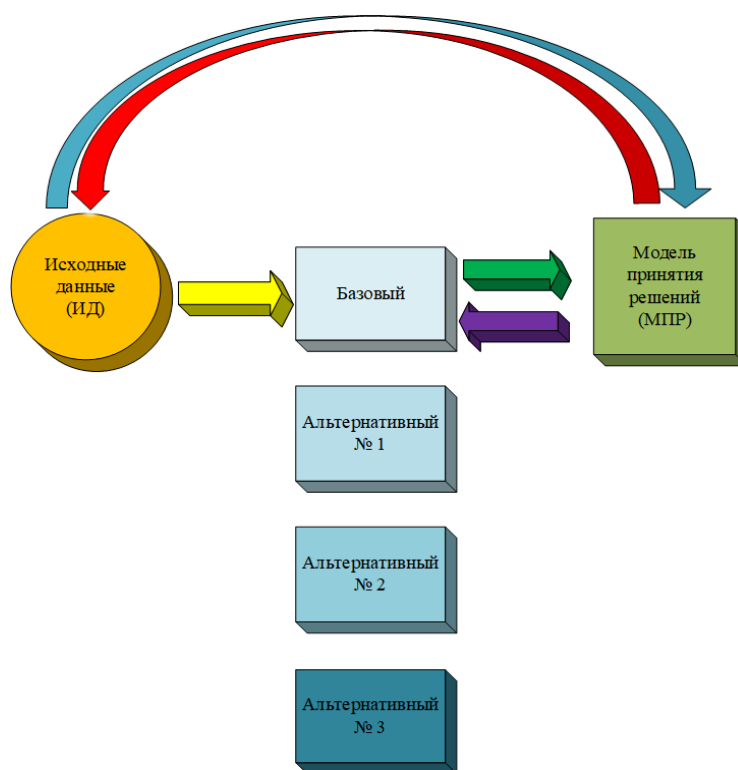 Исходные
данные
(ИД)
Базовый
Модель
принятия
решений
(МПР)
Альтернативный
№ 1
Альтернативный
№ 2
Альтернативный
№ 3